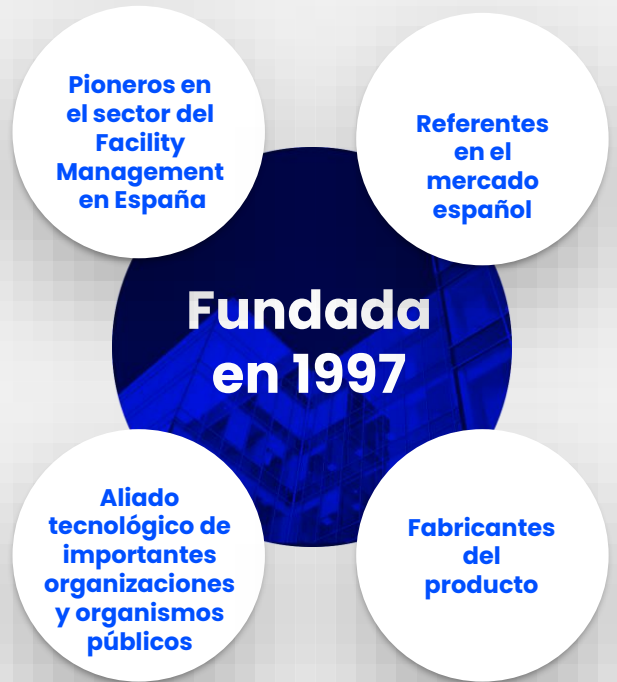 Pioneros en
el sector del
Facility
Management
en España
Referentes
en el
mercado
español
Fundada
en 1997
Aliado
tecnológico de
importantes
organizaciones
y organismos
públicos
Fabricantes
del
producto